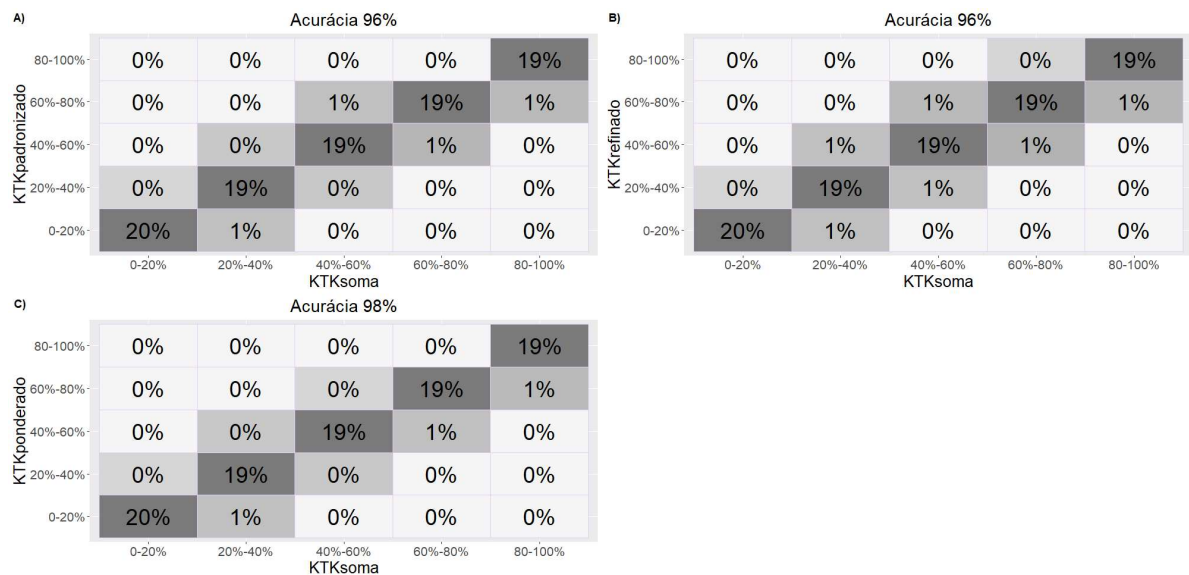 A)
Acurácia 96%
KTKpadronizado
80-100% 0% 0% 0% 0% 19%
60%-80% 0% 0% 1% 19% 1%
40%-60% 0% 0% 19% 1% 0%
20%-40% 0% 19% 0% 0% 0%
0-20% 20% 1% 0% 0% 0%
0-20% 20%-40% 40%-60% 60%-80% 80-100%
KTKsoma
B)
Acurácia 96%
KTKrefinado
80-100% 0% 0% 0% 0% 19%
60%-80% 0% 0% 1% 19% 1%
40%-60% 0% 1% 19% 1% 0%
20%-40% 0% 19% 1% 0% 0%
0-20% 20% 1% 0% 0% 0%
0-20% 20%-40% 40%-60% 60%-80% 80-100%
KTKsoma
C)
Acurácia 98%
KTKponderado
80-100% 0% 0% 0% 0% 19%
60%-80% 0% 0% 0% 19% 1%
40%-60% 0% 0% 19% 1% 0%
20%-40% 0% 19% 0% 0% 0%
0-20% 20% 1% 0% 0% 0%
0-20% 20%-40% 40%-60% 60%-80% 80-100%
KTKsoma